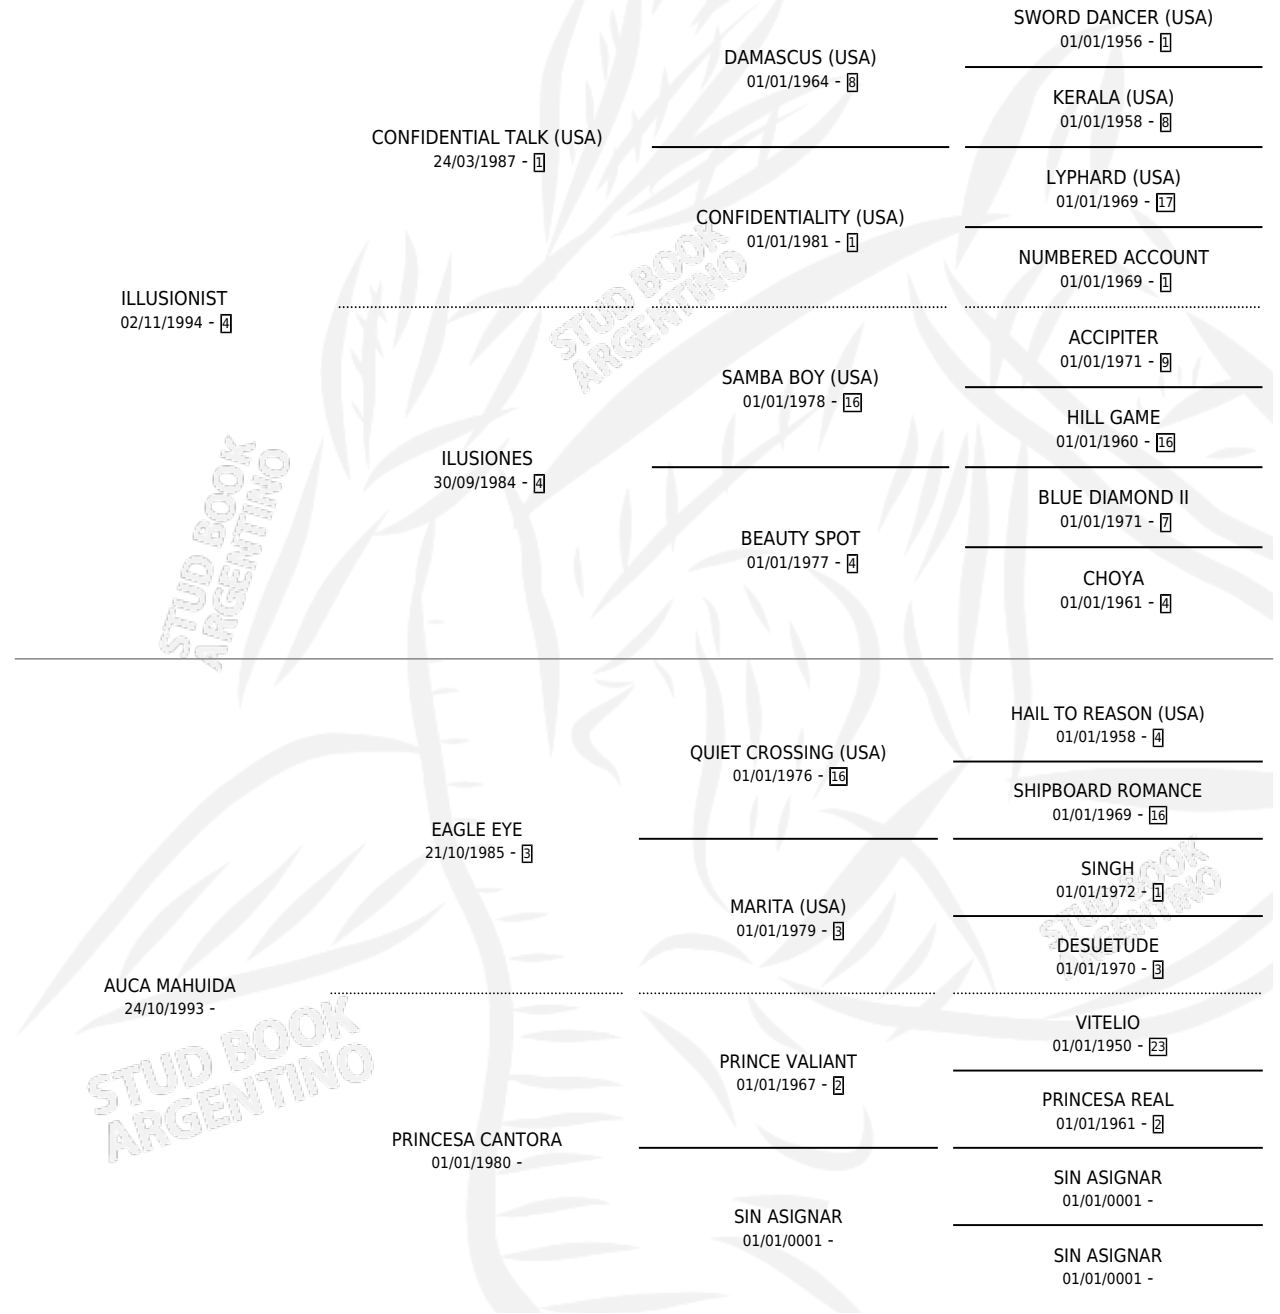 SWORD DANCER (USA)
01/01/1956 - 1
DAMASCUS (USA)
01/01/1964 - 8
KERALA (USA)
01/01/1958 - 8
CONFIDENTIAL TALK (USA)
24/03/1987 - 1
LYPHARD (USA)
01/01/1969 - 17
CONFIDENTIALITY (USA)
01/01/1981 - 1
NUMBERED ACCOUNT
01/01/1969 - 1
ILLUSIONIST
02/11/1994 - 4
STUD BOOK
ARGENTINO
ACCIPITER
01/01/1971 - 9
SAMBA BOY (USA)
01/01/1978 - 16
HILL GAME
01/01/1960 - 16
ILUSIONES
30/09/1984 - 4
BLUE DIAMOND II
01/01/1971 - 7
BEAUTY SPOT
01/01/1977 - 4
CHOYA
01/01/1961 - 4
STUD BOOK
ARGENTINO
HAIL TO REASON (USA)
01/01/1958 - 4
QUIET CROSSING (USA)
01/01/1976 - 16
SHIPBOARD ROMANCE
01/01/1969 - 16
EAGLE EYE
21/10/1985 - 3
SINGH
01/01/1972 - 1
MARITA (USA)
01/01/1979 - 3
DESUETUDE
01/01/1970 - 3
STUD BOOK
ARGENTINO
AUCA MAHUIDA
24/10/1993 -
VITELIO
01/01/1950 - 23
PRINCE VALIANT
01/01/1967 - 2
PRINCESA REAL
01/01/1961 - 2
STUD BOOK
ARGENTINO
PRINCESA CANTORA
01/01/1980 -
SIN ASIGNAR
01/01/0001 -
SIN ASIGNAR
01/01/0001 -
SIN ASIGNAR
01/01/0001 -